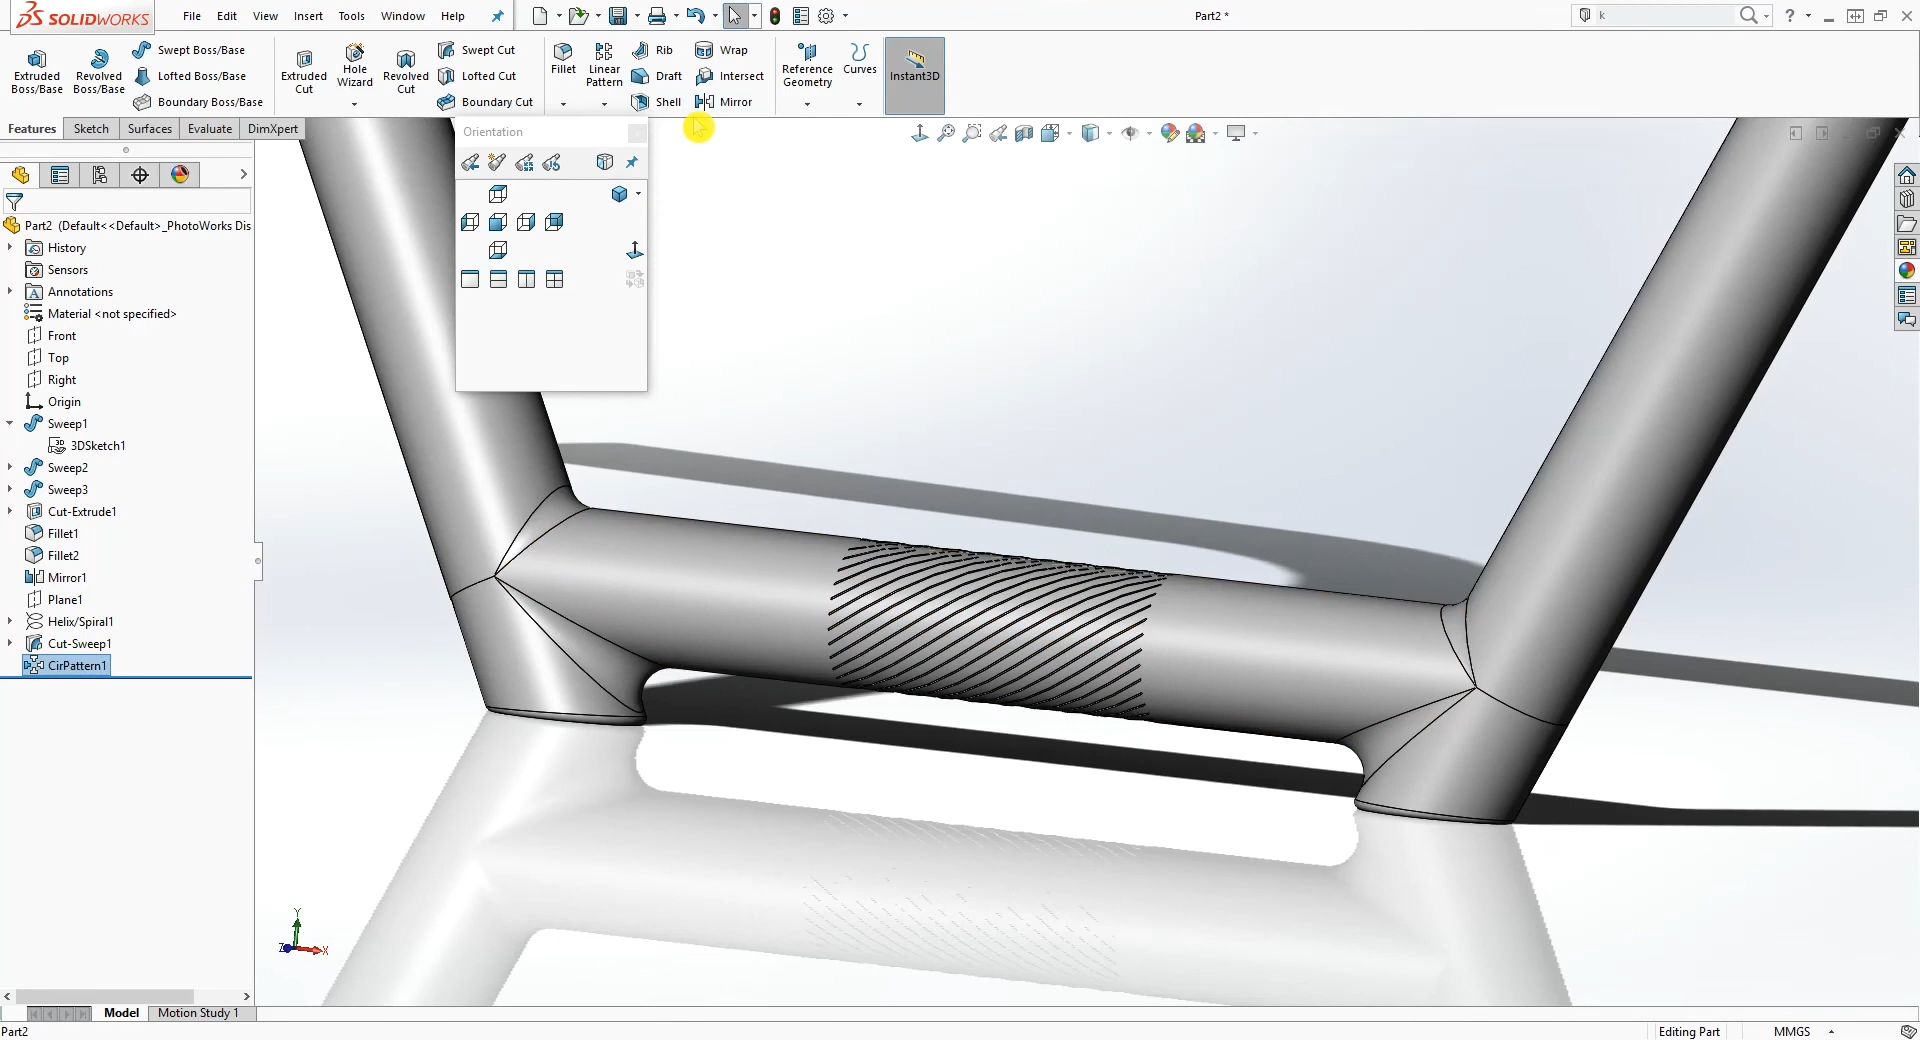 SOLIDWORKS
File Edit View Insert Tools Window Help
Part2 *
k
?
Extruded Boss/Base
Revolved Boss/Base
Swept Boss/Base
Lofted Boss/Base
Boundary Boss/Base
Extruded Cut
Hole Wizard
Revolved Cut
Swept Cut
Lofted Cut
Boundary Cut
Fillet
Linear Pattern
Rib
Draft
Shell
Wrap
Intersect
Mirror
Reference Geometry
Curves
Instant3D
Features Sketch Surfaces Evaluate DimXpert
Orientation
Part2 (Default<<Default>_PhotoWorks Dis
History
Sensors
Annotations
Material <not specified>
Front
Top
Right
Origin
Sweep1
3DSketch1
Sweep2
Sweep3
Cut-Extrude1
Fillet1
Fillet2
Mirror1
Plane1
Helix/Spiral1
Cut-Sweep1
CirPattern1
Y
Z
X
Model Motion Study 1
Part2
Editing Part
MMGS